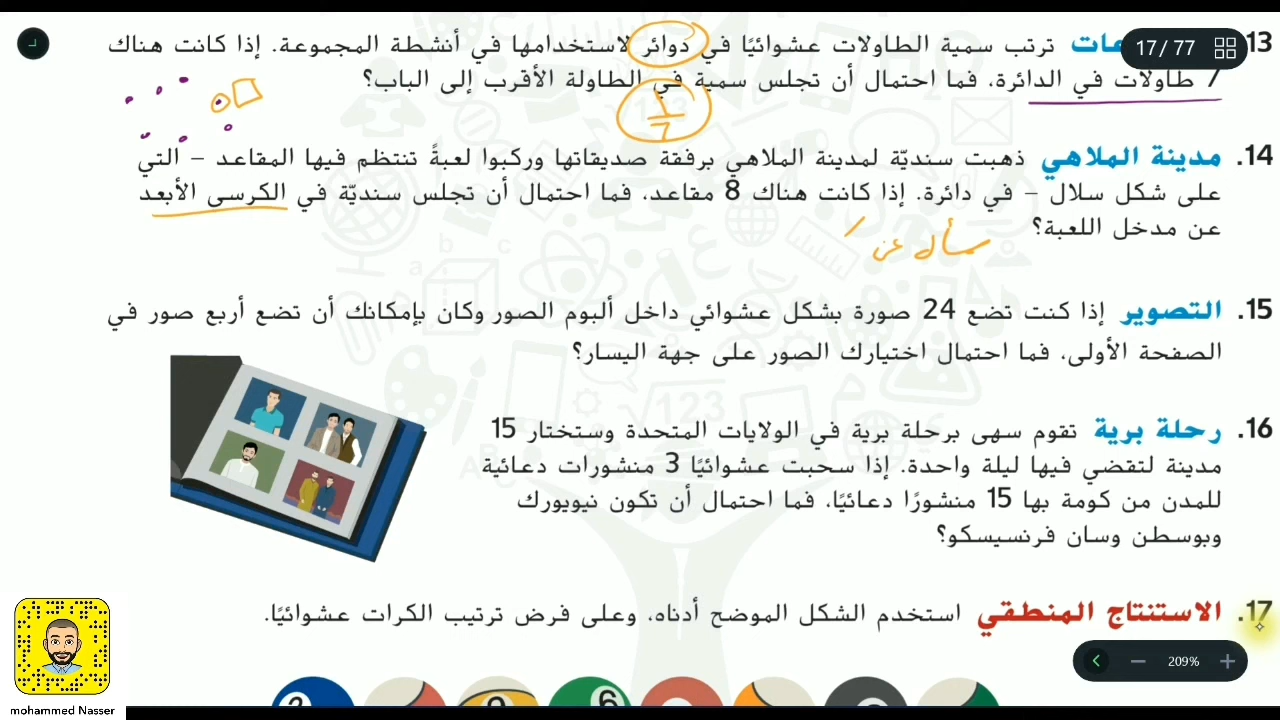 17 / 77
13 عات ترتب سمية الطاولات عشوائيًا في دوائر لاستخدامها في أنشطة المجموعة. إذا كانت هناك
7 طاولات في الدائرة، فما احتمال أن تجلس سمية في الطاولة الأقرب إلى الباب؟
1
7
14. مدينة الملاهي ذهبت سنديّة لمدينة الملاهي برفقة صديقاتها وركبوا لعبةً تنتظم فيها المقاعد – التي
على شكل سلال – في دائرة. إذا كانت هناك 8 مقاعد، فما احتمال أن تجلس سنديّة في الكرسي الأبعد
عن مدخل اللعبة؟
15. التصوير إذا كنت تضع 24 صورة بشكل عشوائي داخل ألبوم الصور وكان بإمكانك أن تضع أربع صور في
الصفحة الأولى، فما احتمال اختيارك الصور على جهة اليسار؟
16. رحلة برية تقوم سهى برحلة برية في الولايات المتحدة وستختار 15
مدينة لتقضي فيها ليلة واحدة. إذا سحبت عشوائيًا 3 منشورات دعائية
للمدن من كومة بها 15 منشورًا دعائيًا، فما احتمال أن تكون نيويورك
وبوسطن وسان فرنسيسكو؟
17. الاستنتاج المنطقي استخدم الشكل الموضح أدناه، وعلى فرض ترتيب الكرات عشوائيًا.
209%
6
mohammed Nasser